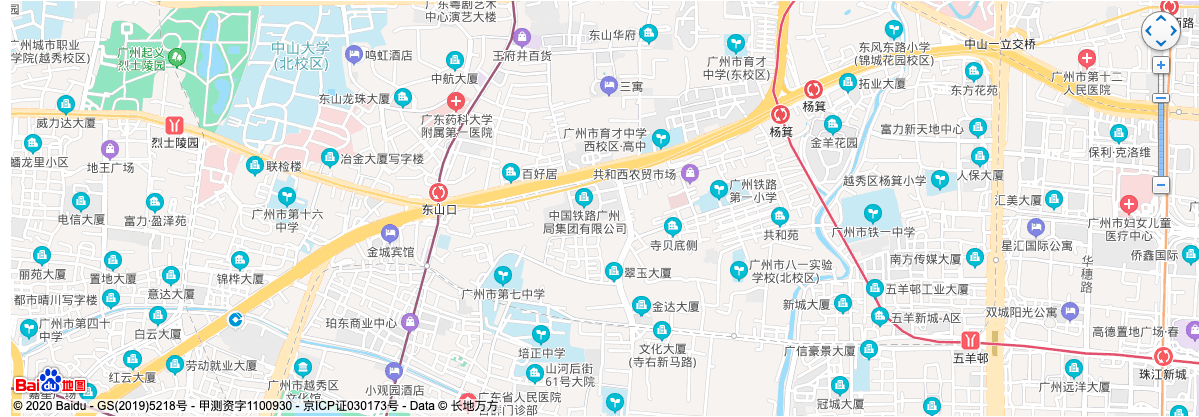 广东粤剧艺术
中心演艺大楼
东山华府
东风东路小学
(锦城花园校区)
中山一立交桥
西路
广州城市职业
学院(越秀校区)
广州起义
烈士陵园
中山大学
(北校区)
鸣虹酒店
王府井百货
中航大厦
广州市育才
中学(东校区)
三寓
拓业大厦
东方花苑
广州市第十二
人民医院
杨箕
杨箕
东山龙珠大厦
威力达大厦
烈士陵园
广东药科大学
附属第一医院
广州市育才中学
西校区·高中
金羊花园
富力新天地中心
保利·克洛维
蟠龙里小区
地王广场
联检楼
冶金大厦写字楼
百好居
共和西农贸市场
越秀区杨箕小学
人保大厦
广州铁路
第一小学
电信大厦
富力·盈泽苑
广州市第十六
中学
东山口
中国铁路广州
局集团有限公司
共和苑
广州市铁一中学
汇美大厦
广州市妇女儿童
医疗中心
星汇国际公寓
金城宾馆
寺贝底侧
侨鑫国际
华穗路
南方传媒大厦
丽苑大厦
置地大厦
锦桦大厦
翠玉大厦
广州市八一实验
学校(北校区)
意达大厦
都市晴川写字楼
广州市第七中学
金达大厦
新城大厦
五羊邨工业大厦
双城阳光公寓
广州市第四十
中学
白云大厦
珀东商业中心
五羊新城-A区
高德置地广场·春
培正中学
文化大厦
(寺右新马路)
广信豪景大厦
五羊邨
珠江新城
红云大厦
劳动就业大厦
广州市越秀区
文化馆
小观园酒店
山河后街
61号大院
广州远洋大厦
冠城大厦
广东省人民医院
Baidu地图
© 2020 Baidu - GS(2019)5218号 - 甲测资字1100930 - 京ICP证030173号 - Data © 长地万方